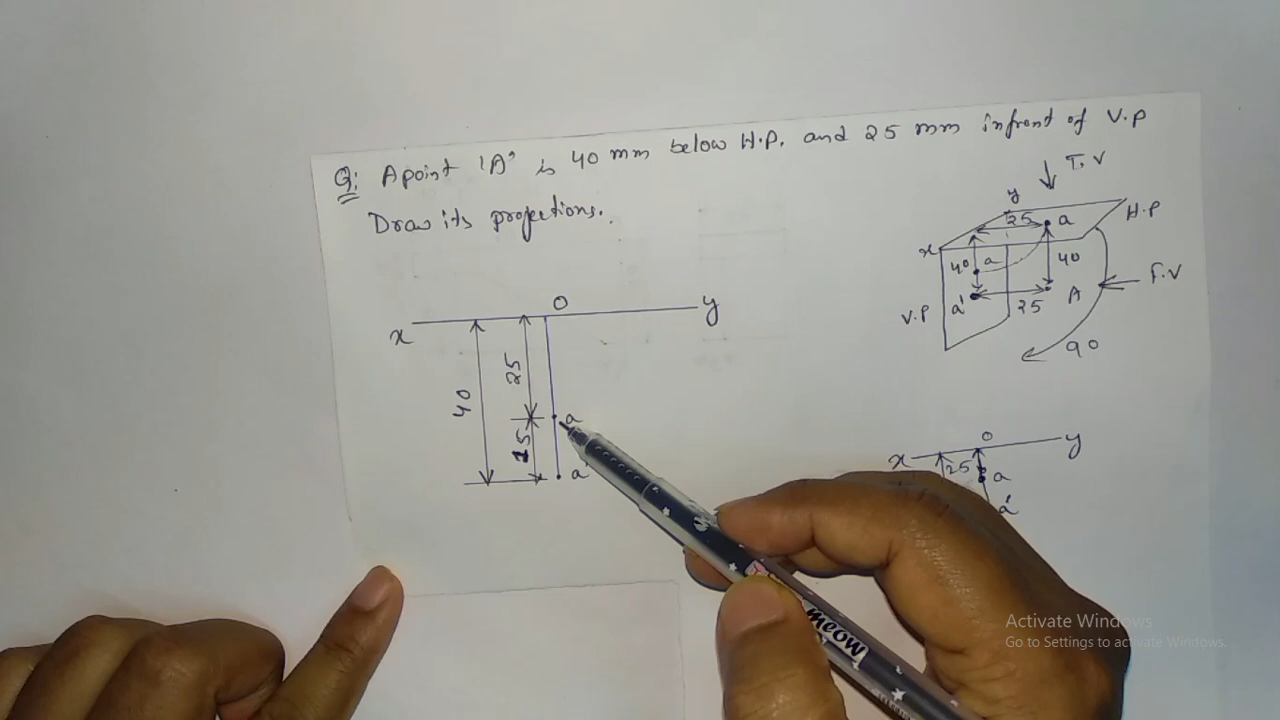 Q: A point 'A' is 40 mm below H.P. and 25 mm infront of V.P
Draw its projections.
T.V
y
25
a
H.P
x
40
a
40
V.P
a'
25
A
F.V
90
O
x
y
40
25
a
15
a'
O
x
y
25
a
a'
meow
Activate Windows
Go to Settings to activate Windows.